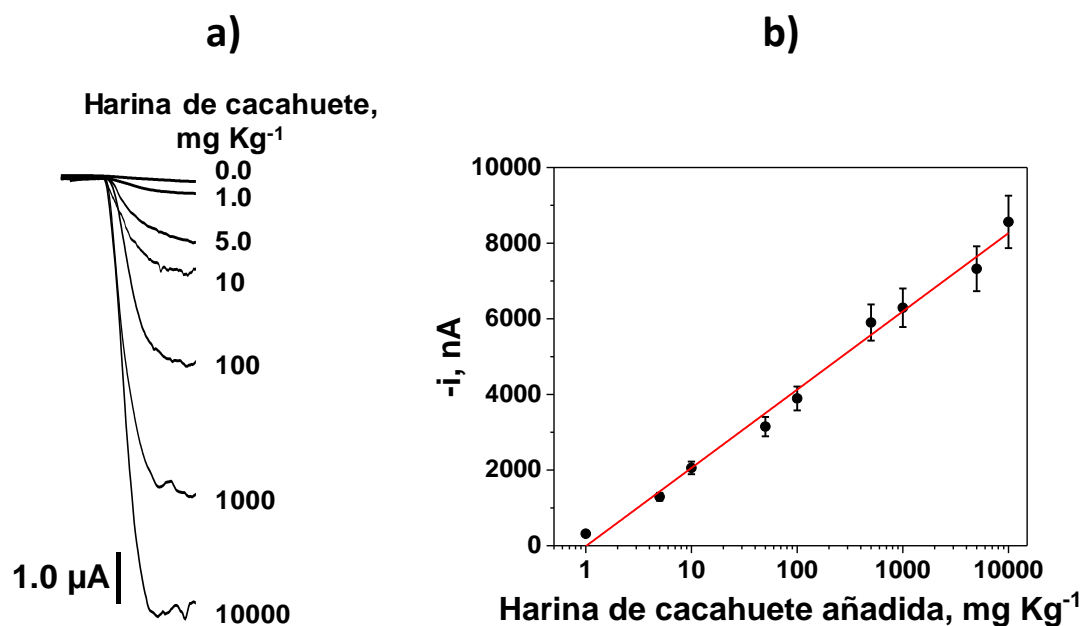 a)
Harina de cacahuete,
mg Kg⁻¹
0.0
1.0
5.0
10
100
1000
10000
1.0 µA
b)
10000
8000
6000
4000
2000
0
-i, nA
1 10 100 1000 10000
Harina de cacahuete añadida, mg Kg⁻¹